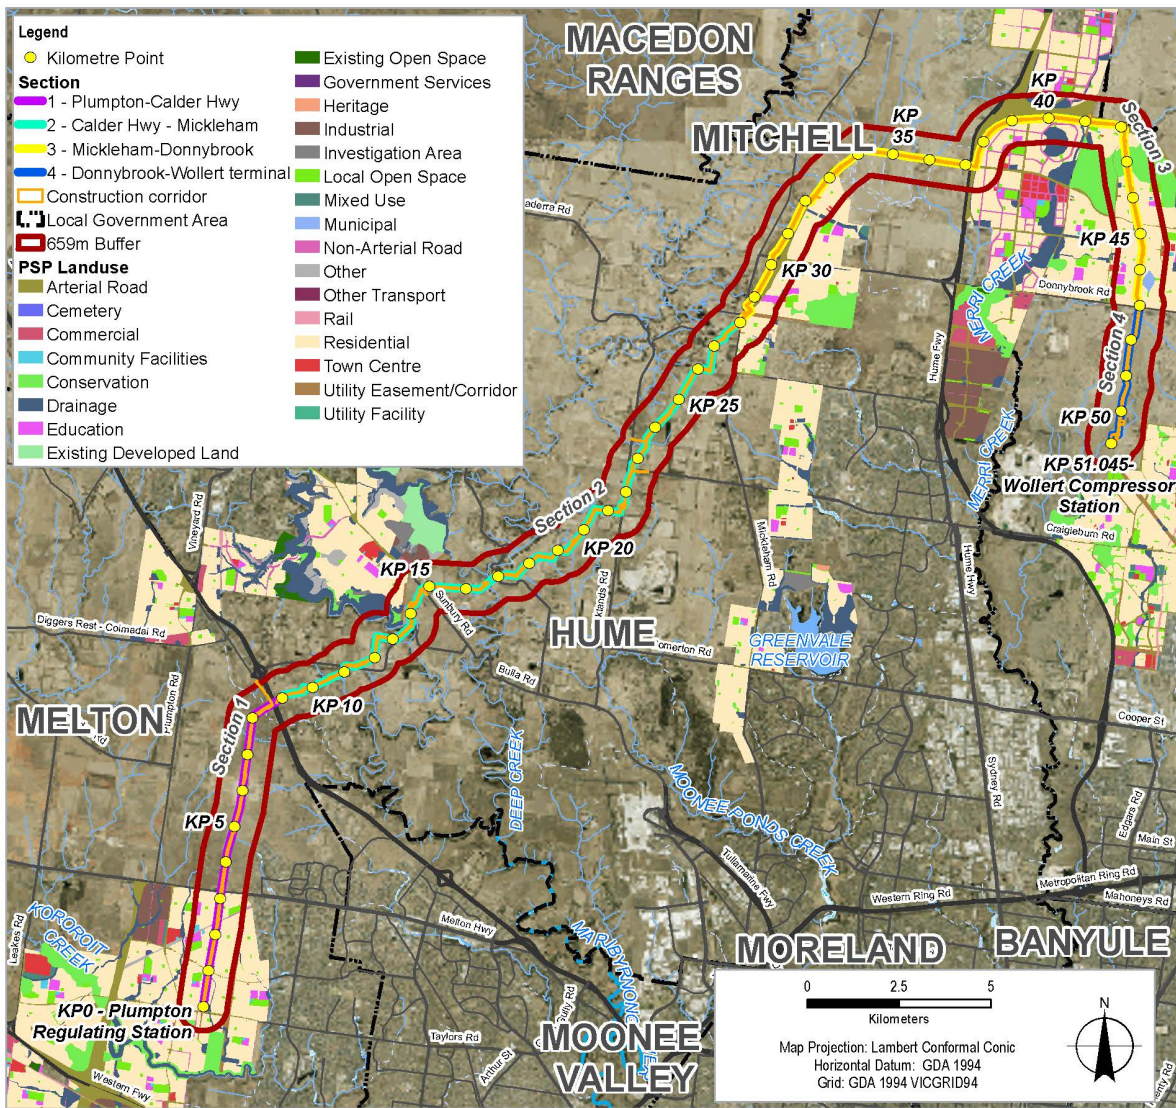 Legend
Kilometre Point
Section
1 - Plumpton-Calder Hwy
2 - Calder Hwy - Mickleham
3 - Mickleham-Donnybrook
4 - Donnybrook-Wollert terminal
Construction corridor
Local Government Area
659m Buffer
PSP Landuse
Arterial Road
Cemetery
Commercial
Community Facilities
Conservation
Drainage
Education
Existing Developed Land
Existing Open Space
Government Services
Heritage
Industrial
Investigation Area
Local Open Space
Mixed Use
Municipal
Non-Arterial Road
Other
Other Transport
Rail
Residential
Town Centre
Utility Easement/Corridor
Utility Facility
MACEDON
RANGES
MITCHELL
KP
35
KP
40
Section 3
aderra Rd
KP 45
KP 30
MERRI CREEK
Donnybrook Rd
Hume Fwy
Section 4
KP 25
KP 50
MERRI CREEK
KP 51.045-
Wollert Compressor
Station
Section 2
Vineyard Rd
KP 20
KP 15
Craigieburn Rd
Mickleham Rd
Hume Hwy
klands Rd
Sunbury Rd
Diggers Rest - Coimadai Rd
HUME
omerton Rd
GREENVALE
RESERVOIR
Bulla Rd
Plumpton Rd
KP 10
MELTON
Rd
Section 1
Cooper St
DEEP CREEK
MOONEE PONDS CREEK
Sydney Rd
Edgars Rd
KP 5
Main St
Tullamarine Fwy
Metropolitan Ring Rd
Western Ring Rd
Mahoneys Rd
Leakes Rd
KOROROIT
CREEK
Melton Hwy
MARIBYRNONG
MORELAND
BANYULE
KP0 - Plumpton
Regulating Station
Taylors Rd
Arthur St
MOONEE
VALLEY
Western Fwy
0 2.5 5
Kilometers
N
Map Projection: Lambert Conformal Conic
Horizontal Datum: GDA 1994
Grid: GDA 1994 VICGRID94